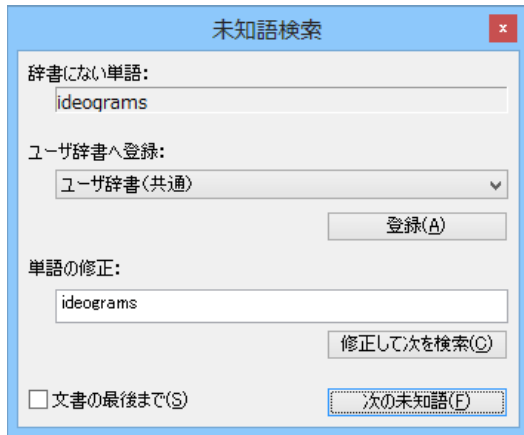 未知語検索
x
辞書にない単語:
ideograms
ユーザ辞書へ登録:
ユーザ辞書(共通)
登録(A)
単語の修正:
ideograms
修正して次を検索(C)
文書の最後まで(S)
次の未知語(F)